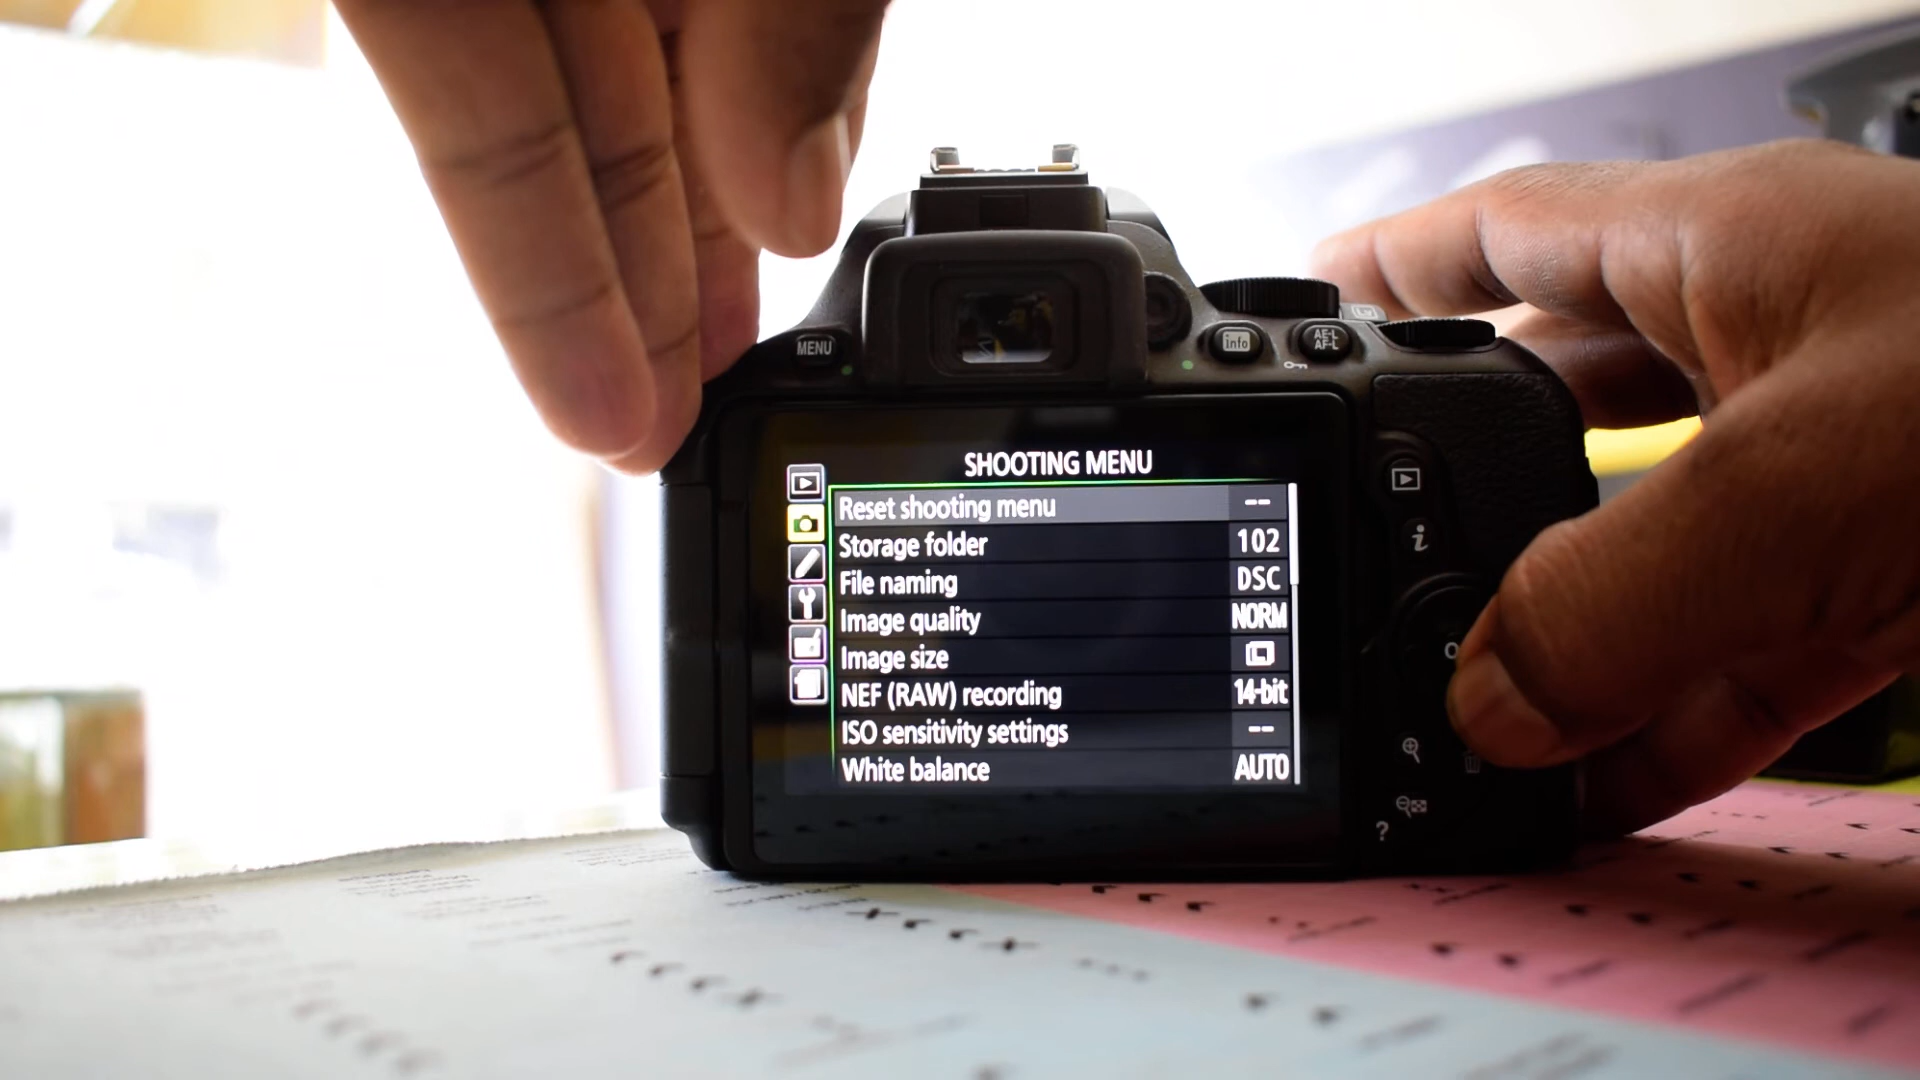 MENU
info
AE-L
AF-L
Lv
SHOOTING MENU
Reset shooting menu --
Storage folder 102
File naming DSC
Image quality NORM
Image size L
NEF (RAW) recording 14-bit
ISO sensitivity settings --
White balance AUTO
i
?